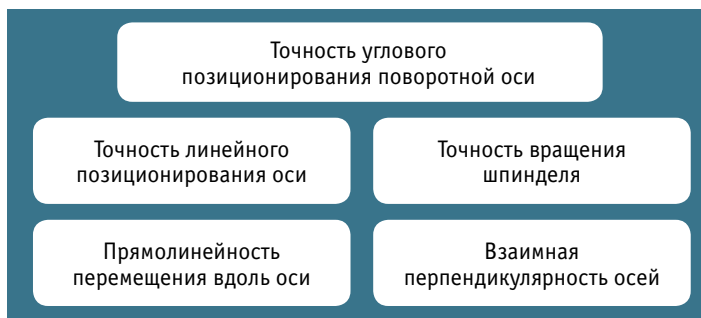 Точность углового
позиционирования поворотной оси
Точность линейного
позиционирования оси
Точность вращения
шпинделя
Прямолинейность
перемещения вдоль оси
Взаимная
перпендикулярность осей